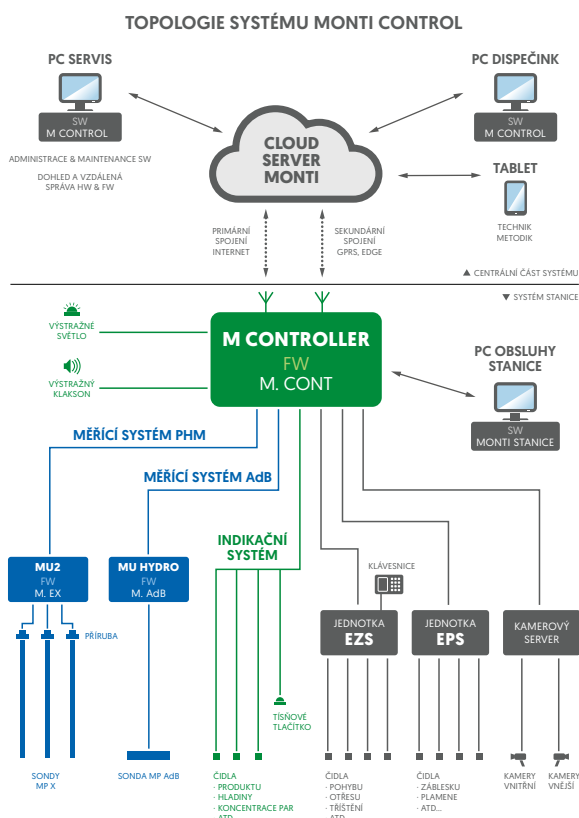 TOPOLOGIE SYSTÉMU MONTI CONTROL
PC SERVIS
SW
M CONTROL
ADMINISTRACE & MAINTENANCE SW
DOHLED A VZDÁLENÁ
SPRÁVA HW & FW
CLOUD
SERVER
MONTI
PC DISPEČINK
SW
M CONTROL
TABLET
TECHNIK
METODIK
PRIMÁRNÍ
SPOJENÍ
INTERNET
SEKUNDÁRNÍ
SPOJENÍ
GPRS, EDGE
▲ CENTRÁLNÍ ČÁST SYSTÉMU
▼ SYSTÉM STANICE
VÝSTRAŽNÉ
SVĚTLO
VÝSTRAŽNÝ
KLAKSON
M CONTROLLER
FW
M. CONT
PC OBSLUHY
STANICE
SW
MONTI STANICE
MĚŘÍCÍ SYSTÉM PHM
MĚŘÍCÍ SYSTÉM AdB
INDIKAČNÍ
SYSTÉM
MU2
FW
M. EX
MU HYDRO
FW
M. AdB
KLÁVESNICE
JEDNOTKA
EZS
JEDNOTKA
EPS
KAMEROVÝ
SERVER
PŘÍRUBA
TÍSŇOVÉ
TLAČÍTKO
SONDY
MP X
SONDA MP AdB
ČIDLA
· PRODUKTU
· HLADINY
· KONCENTRACE PAR
ČIDLA
· POHYBU
· OTŘESU
· TŘÍŠTĚNÍ
ČIDLA
· ZÁBLESKU
· PLAMENE
· ATD...
KAMERY
VNITŘNÍ
KAMERY
VNĚJŠÍ